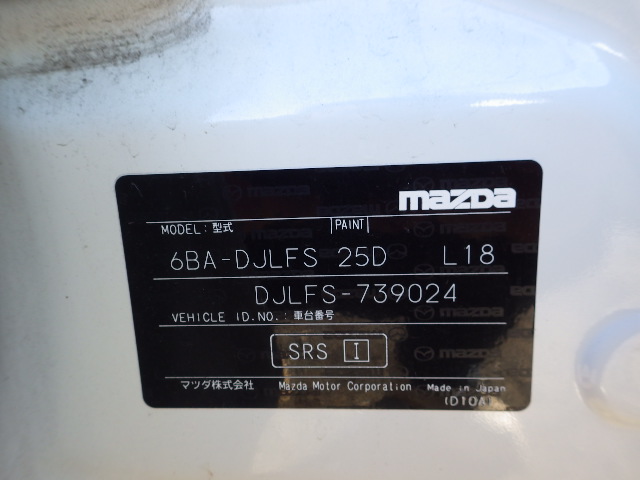 mazda
MODEL: 型式 PAINT
6BA-DJLFS 25D L18
DJLFS-739024
VEHICLE ID.NO.: 車台番号
SRS I
マツダ株式会社 Mazda Motor Corporation Made in Japan
(D10A)